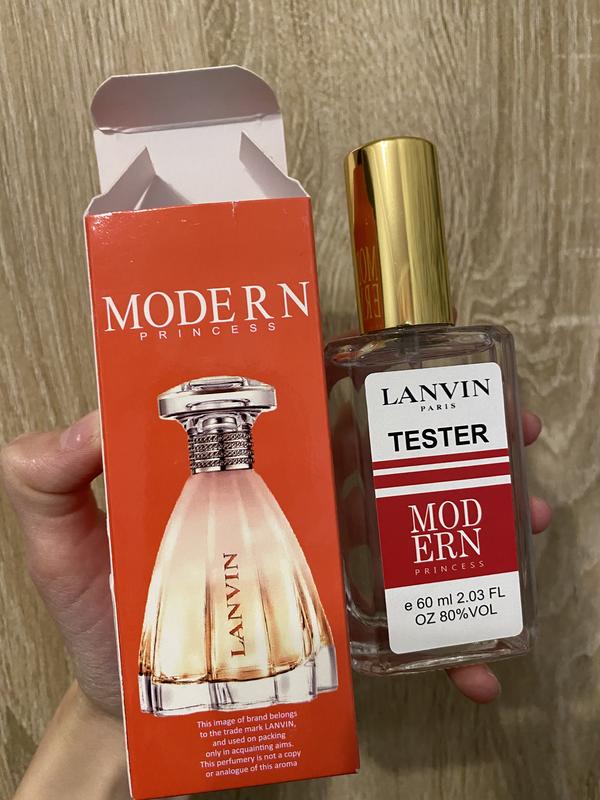 MODERN
PRINCESS
LANVIN
This image of brand belongs
to the trade mark LANVIN,
and used on packing
only in acquainting aims.
This perfumery is not a copy
or analogue of this aroma
LANVIN
PARIS
TESTER
MOD
ERN
PRINCESS
e 60 ml 2.03 FL
OZ 80%VOL